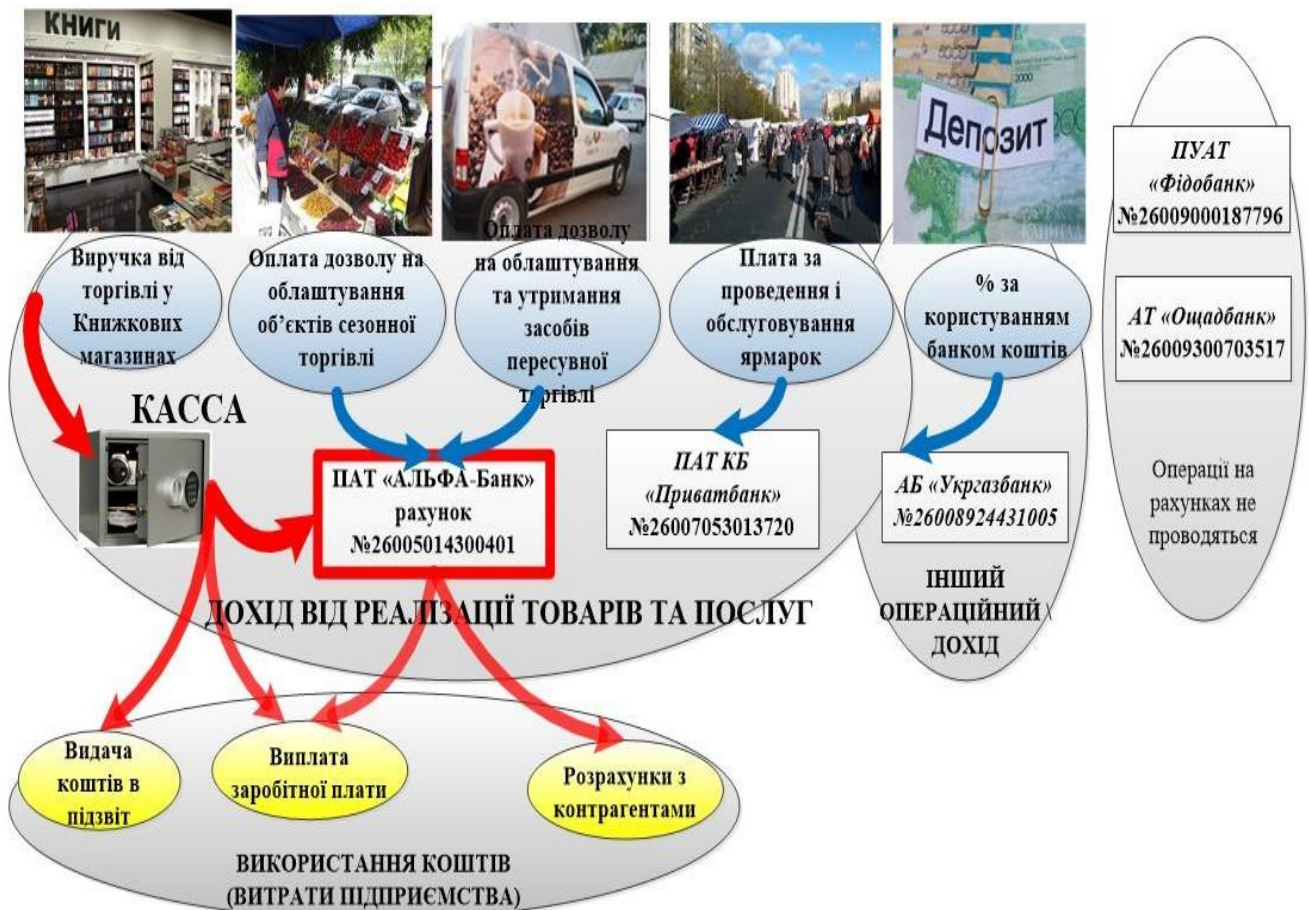 КНИГИ
2000
Депозит
Виручка від
торгівлі у
Книжкових
магазинах
Оплата дозволу на
облаштування
об’єктів сезонної
торгівлі
Оплата дозволу
на облаштування
та утримання
засобів
пересувної
торгівлі
Плата за
проведення і
обслуговування
ярмарок
% за
користуванням
банком коштів
ПУАТ
«Фідобанк»
№26009000187796
АТ «Ощадбанк»
№26009300703517
Операції на
рахунках не
проводяться
КАССА
ПАТ «АЛЬФА-Банк»
рахунок
№26005014300401
ПАТ КБ
«Приватбанк»
№26007053013720
АБ «Укргазбанк»
№26008924431005
ДОХІД ВІД РЕАЛІЗАЦІЇ ТОВАРІВ ТА ПОСЛУГ
ІНШИЙ
ОПЕРАЦІЙНИЙ \
ДОХІД
Видача
коштів в
підзвіт
Виплата
заробітної плати
Розрахунки з
контрагентами
ВИКОРИСТАННЯ КОШТІВ
(ВИТРАТИ ПІДПРИЄМСТВА)